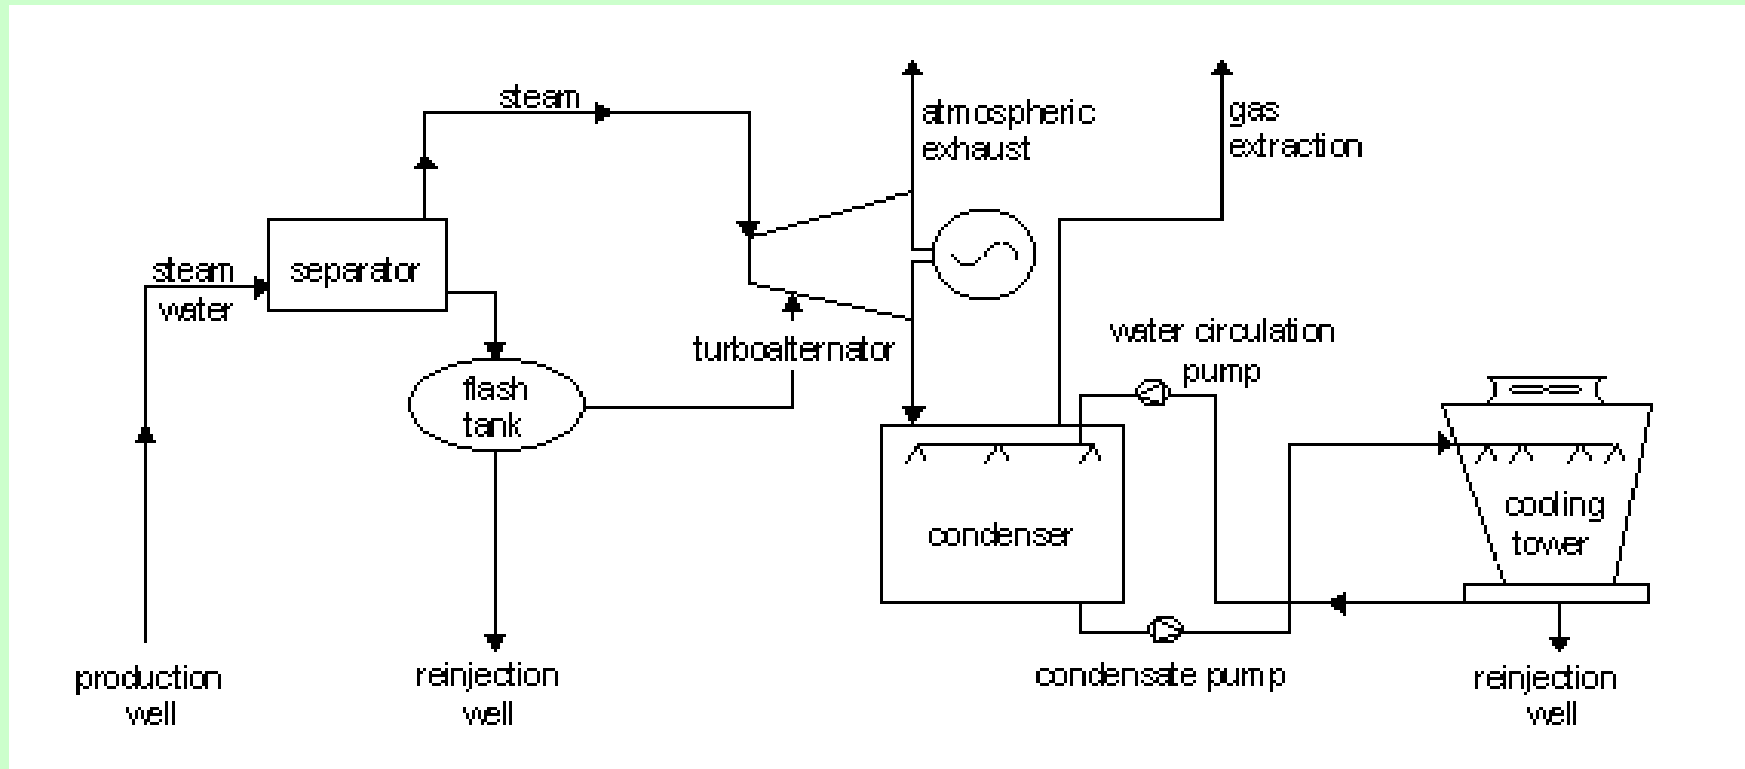 steam
atmospheric
exhaust
gas
extraction
separator
steam
water
water circulation
pump
turboalternator
flash
tank
cooling
tower
condenser
production
well
reinjection
well
condensate pump
reinjection
well